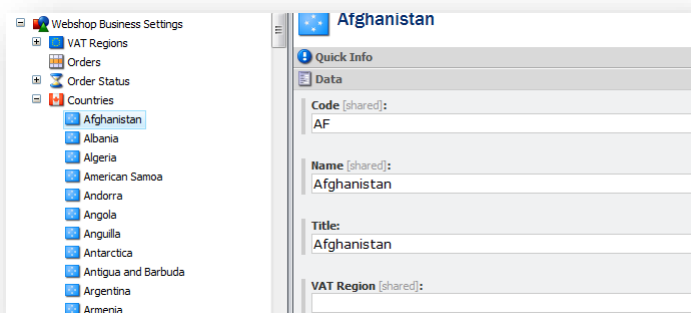 Webshop Business Settings
VAT Regions
Orders
Order Status
Countries
Afghanistan
Albania
Algeria
American Samoa
Andorra
Angola
Anguilla
Antarctica
Antigua and Barbuda
Argentina
Armenia
Afghanistan
Quick Info
Data
Code [shared]:
AF
Name [shared]:
Afghanistan
Title:
Afghanistan
VAT Region [shared]: